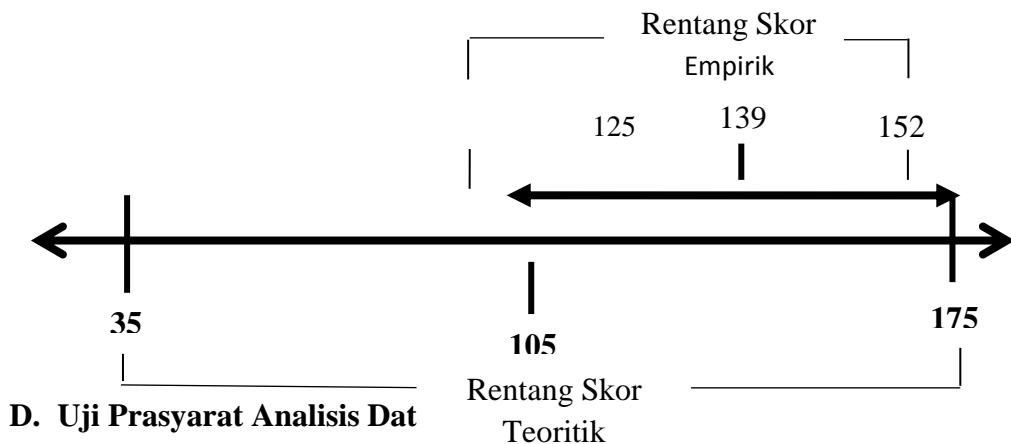 Rentang Skor
Empirik
125 139 152
35 105 175
Rentang Skor
Teoritik
D. Uji Prasyarat Analisis Dat